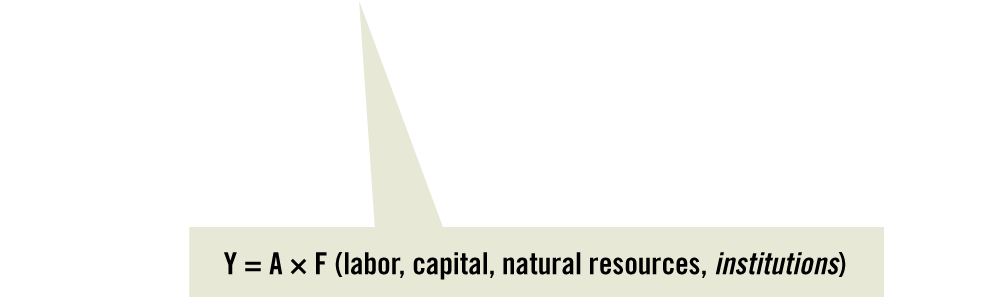 Y = A × F (labor, capital, natural resources, institutions)